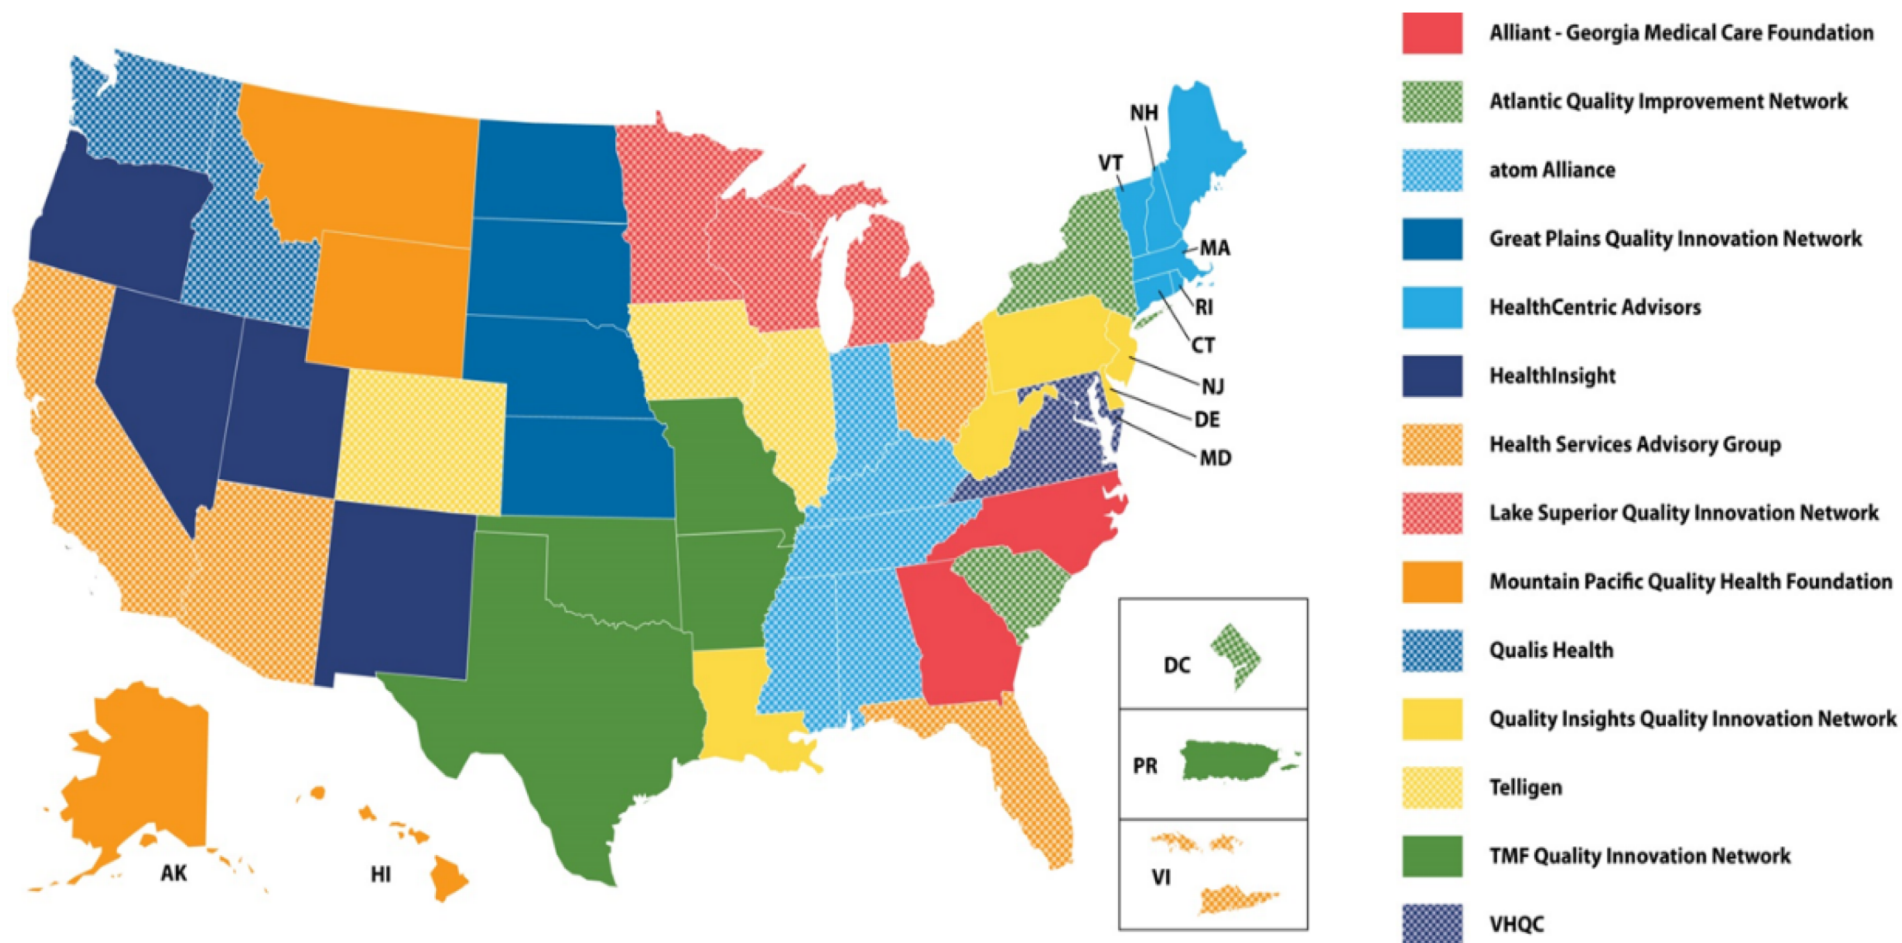 NH
VT
MA
RI
CT
NJ
DE
MD
DC
PR
VI
AK
HI
Alliant - Georgia Medical Care Foundation
Atlantic Quality Improvement Network
atom Alliance
Great Plains Quality Innovation Network
HealthCentric Advisors
HealthInsight
Health Services Advisory Group
Lake Superior Quality Innovation Network
Mountain Pacific Quality Health Foundation
Qualis Health
Quality Insights Quality Innovation Network
Telligen
TMF Quality Innovation Network
VHQC